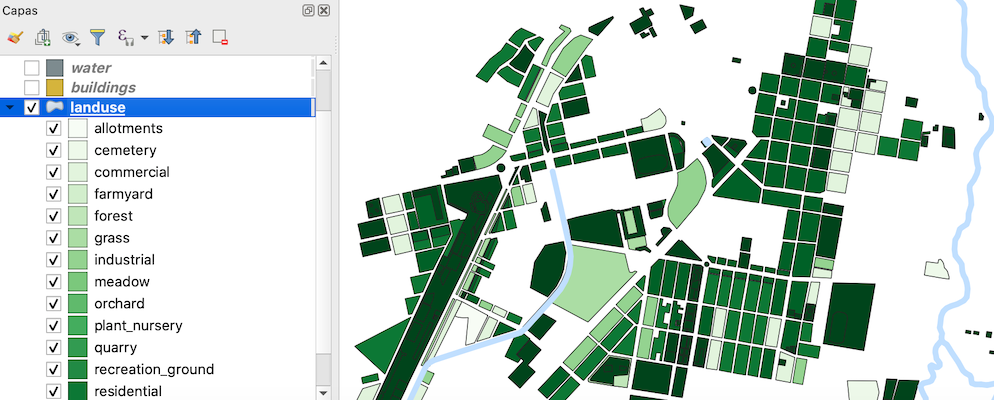 Capas
water
buildings
landuse
allotments
cemetery
commercial
farmyard
forest
grass
industrial
meadow
orchard
plant_nursery
quarry
recreation_ground
residential